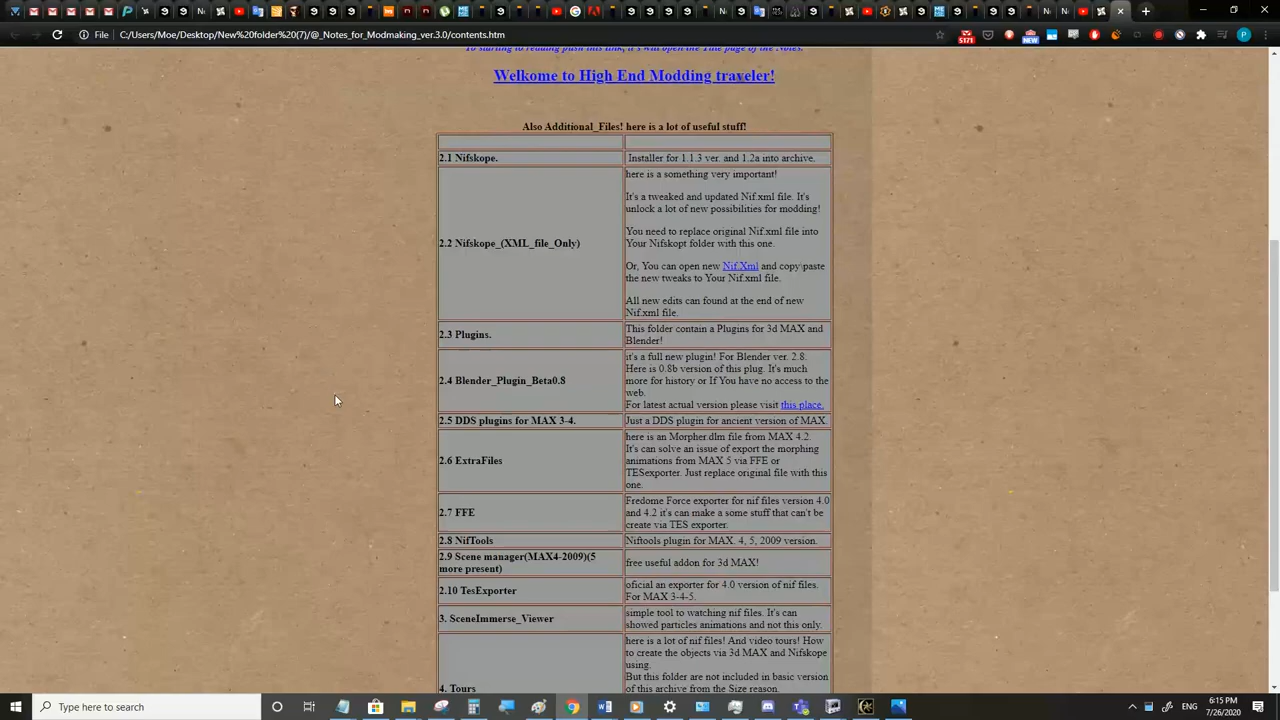 File
C:/Users/Moe/Desktop/New%20folder%20(7)/@_Notes_for_Modmaking_ver.3.0/contents.htm
To starting to reading push this link, it's will open the Title page of the Notes.
Welkome to High End Modding traveler!
Also Additional_Files! here is a lot of useful stuff!
2.1 Nifskope.
Installer for 1.1.3 ver. and 1.2a into archive.
2.2 Nifskope_(XML_file_Only)
here is a something very important!
It's a tweaked and updated Nif.xml file. It's
unlock a lot of new possibilities for modding!
You need to replace original Nif.xml file into
Your Nifskopt folder with this one.
Or, You can open new Nif.Xml and copy\paste
the new tweaks to Your Nif.xml file.
All new edits can found at the end of new
Nif.xml file.
2.3 Plugins.
This folder contain a Plugins for 3d MAX and
Blender!
2.4 Blender_Plugin_Beta0.8
it's a full new plugin! For Blender ver. 2.8.
Here is 0.8b version of this plug. It's much
more for history or If You have no access to the
web.
For latest actual version please visit this place.
2.5 DDS plugins for MAX 3-4.
Just a DDS plugin for ancient version of MAX.
2.6 ExtraFiles
here is an Morpher.dlm file from MAX 4.2.
It's can solve an issue of export the morphing
animations from MAX 5 via FFE or
TESexporter. Just replace original file with this
one.
2.7 FFE
Fredome Force exporter for nif files version 4.0
and 4.2 it's can make a some stuff that can't be
create via TES exporter.
2.8 NifTools
Niftools plugin for MAX. 4, 5, 2009 version.
2.9 Scene manager(MAX4-2009)(5
more present)
free useful addon for 3d MAX!
2.10 TesExporter
oficial an exporter for 4.0 version of nif files.
For MAX 3-4-5.
3. SceneImmerse_Viewer
simple tool to watching nif files. It's can
showed particles animations and not this only.
4. Tours
here is a lot of nif files! And video tours! How
to create the objects via 3d MAX and Nifskope
using.
But this folder are not included in basic version
of this archive from the Size reason.
Type here to search
6:15 PM
7/26/2020